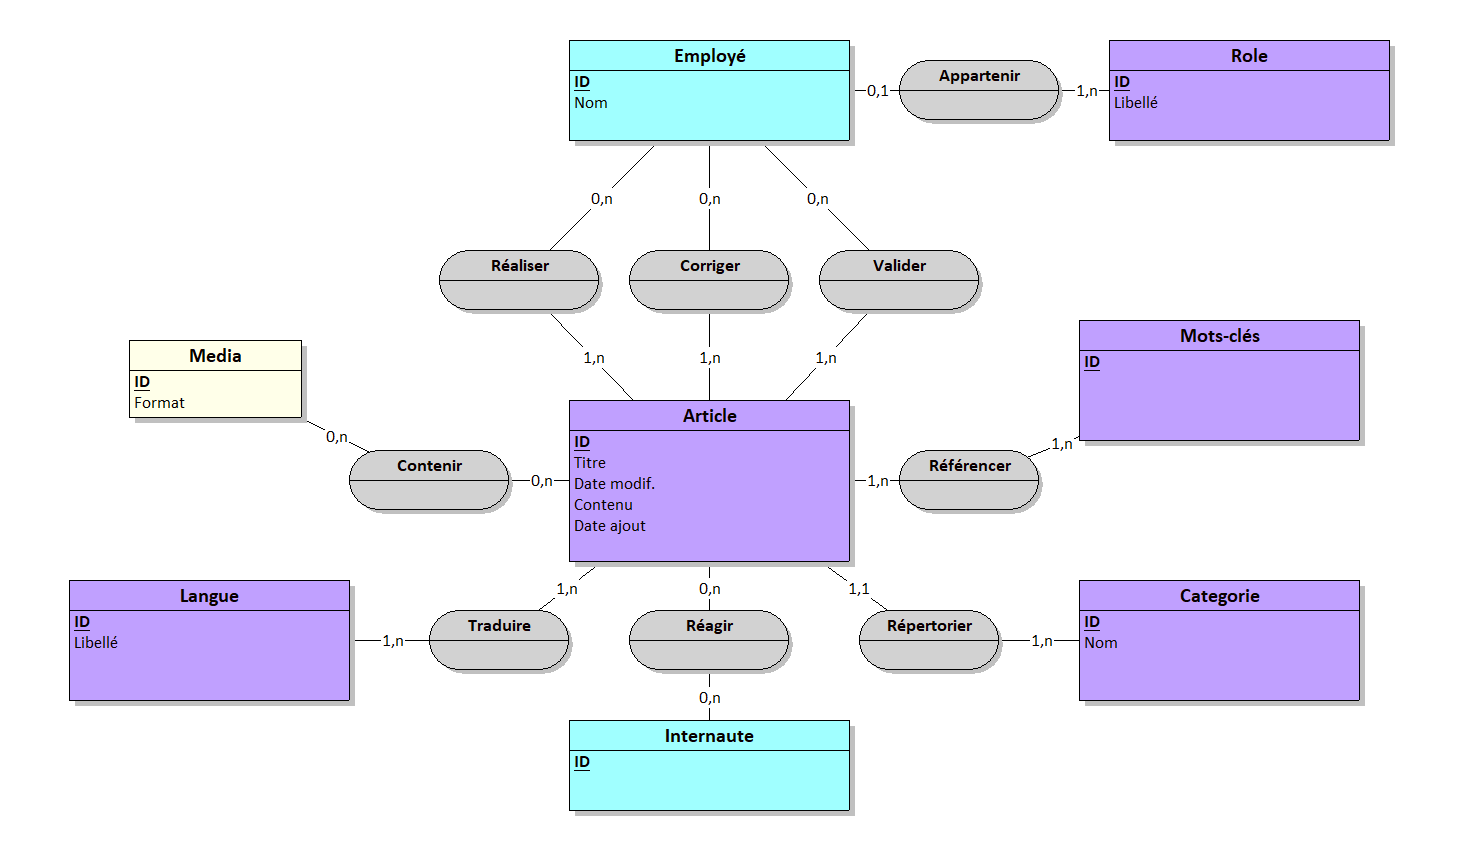 Employé
ID
Nom
0,1
Appartenir
1,n
Role
ID
Libellé
0,n
0,n
0,n
Réaliser
Corriger
Valider
1,n
1,n
1,n
Media
ID
Format
0,n
Contenir
0,n
Article
ID
Titre
Date modif.
Contenu
Date ajout
1,n
Référencer
1,n
Mots-clés
ID
Langue
ID
Libellé
1,n
Traduire
1,n
0,n
Réagir
0,n
1,1
Répertorier
1,n
Categorie
ID
Nom
Internaute
ID